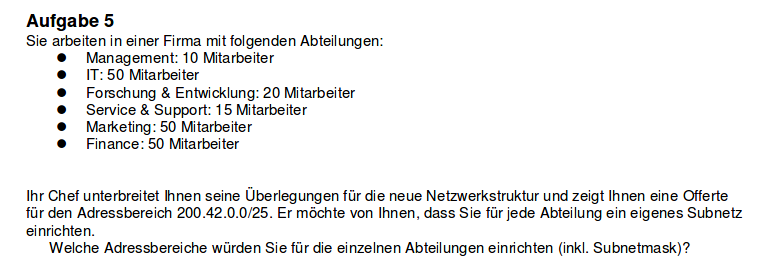 Aufgabe 5
Sie arbeiten in einer Firma mit folgenden Abteilungen:
● Management: 10 Mitarbeiter
● IT: 50 Mitarbeiter
● Forschung & Entwicklung: 20 Mitarbeiter
● Service & Support: 15 Mitarbeiter
● Marketing: 50 Mitarbeiter
● Finance: 50 Mitarbeiter
Ihr Chef unterbreitet Ihnen seine Überlegungen für die neue Netzwerkstruktur und zeigt Ihnen eine Offerte
für den Adressbereich 200.42.0.0/25. Er möchte von Ihnen, dass Sie für jede Abteilung ein eigenes Subnetz
einrichten.
Welche Adressbereiche würden Sie für die einzelnen Abteilungen einrichten (inkl. Subnetmask)?